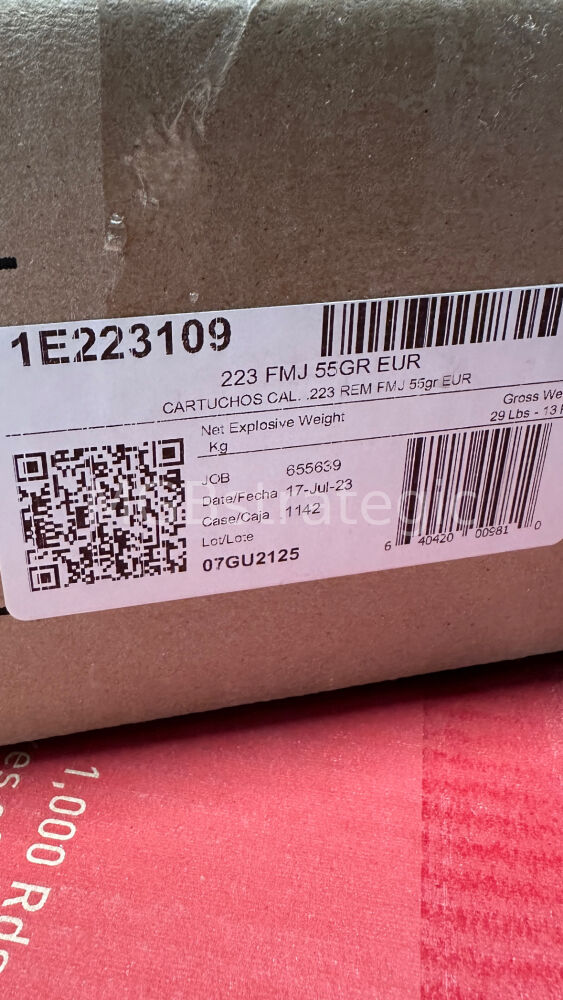 1E223109
223 FMJ 55GR EUR
CARTUCHOS CAL. .223 REM FMJ 55gr EUR
Net Explosive Weight
Kg
Gross We
29 Lbs - 13
JOB 655639
Date/Fecha 17-Jul-23
Case/Caja 1142
Lot/Lote
07GU2125
6 40420 00981 0
1,000 Rds